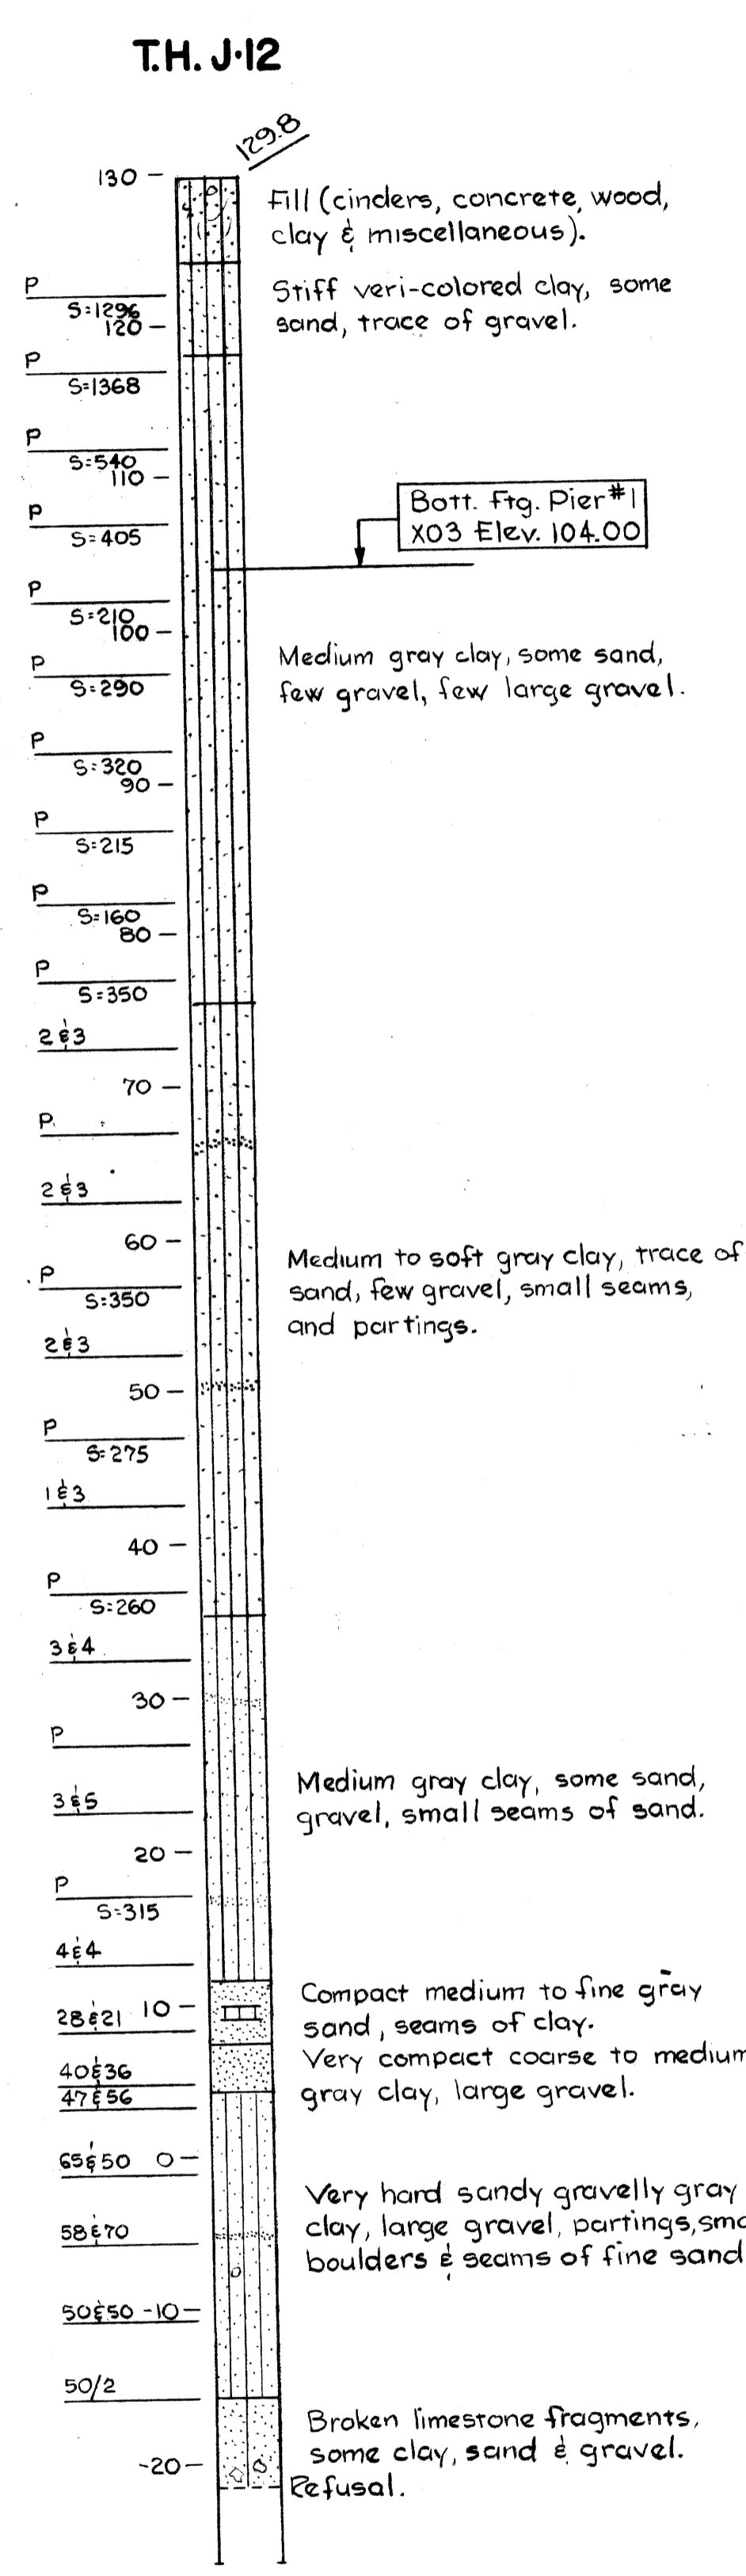 T.H. J-12
129.8
130
Fill (cinders, concrete, wood,
clay & miscellaneous).
P
S=1296
120
Stiff veri-colored clay, some
sand, trace of gravel.
P
S=1368
P
S=540
110
Bott. Ftg. Pier #1
X03 Elev. 104.00
P
S=405
P
S=210
100
Medium gray clay, some sand,
few gravel, few large gravel.
P
S=290
P
S=320
90
P
S=215
P
S=160
80
P
S=350
2 & 3
70
P
2 & 3
60
Medium to soft gray clay, trace of
sand, few gravel, small seams,
and partings.
P
S=350
2 & 3
50
P
S=275
1 & 3
40
P
S=260
3 & 4
30
P
Medium gray clay, some sand,
gravel, small seams of sand.
3 & 5
20
P
S=315
4 & 4
Compact medium to fine gray
sand, seams of clay.
28 & 21
10
Very compact coarse to medium
gray clay, large gravel.
40 & 36
47 & 56
65 & 50
0
Very hard sandy gravelly gray
clay, large gravel, partings,
boulders & seams of fine sand
58 & 70
50 & 50
-10
50/2
Broken limestone fragments,
some clay, sand & gravel.
-20
Refusal.